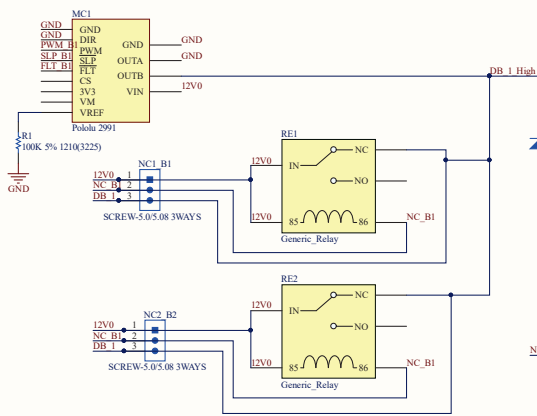 MC1
GND
GND
PWM_B1
SLP_B1
FLT_B1
GND
DIR
PWM
SLP
FLT
CS
3V3
VM
VREF
GND
OUTA
OUTB
VIN
GND
GND
12V0
DB_1_High
Pololu 2991
R1
100K 5% 1210(3225)
GND
NC1_B1
12V0
NC_B1
DB_1
1
2
3
SCREW-5.0/5.08 3WAYS
RE1
12V0
IN
NC
NO
12V0
85
86
NC_B1
Generic_Relay
NC2_B2
12V0
NC_B1
DB_1
1
2
3
SCREW-5.0/5.08 3WAYS
RE2
12V0
IN
NC
NO
12V0
85
86
NC_B1
Generic_Relay
N